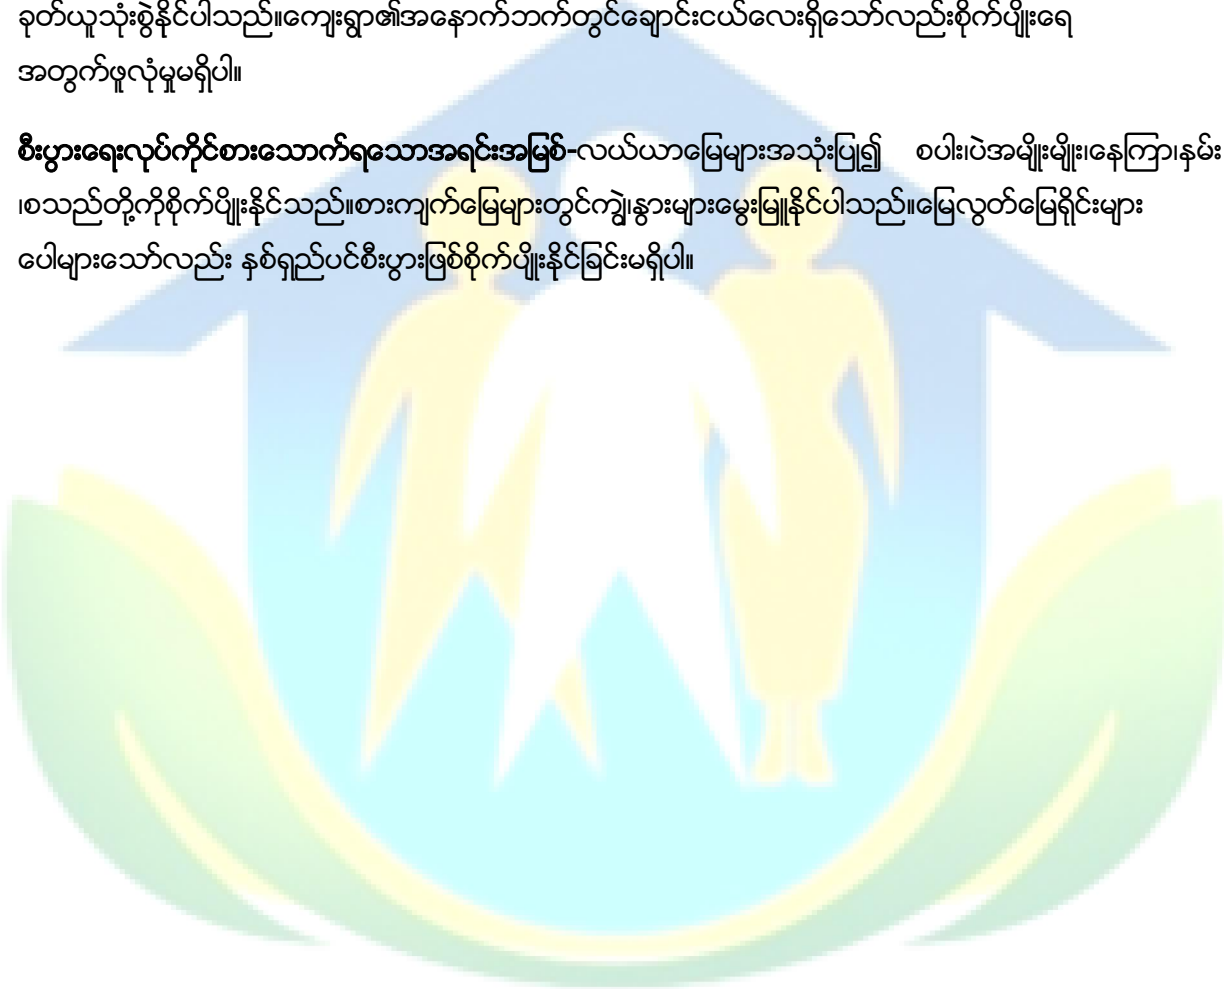 ခုတ်ယူသုံးစွဲနိုင်ပါသည်။ကျေးရွာ၏အနောက်ဘက်တွင်ချောင်းငယ်လေးရှိသော်လည်းစိုက်ပျိုးရေ
အတွက်ဖူလုံမှုမရှိပါ။
စီးပွားရေးလုပ်ကိုင်စားသောက်ရသောအရင်းအမြစ်-လယ်ယာမြေများအသုံးပြု၍ စပါး၊ပဲအမျိုးမျိုး၊နေကြာ၊နှမ်း
၊စသည်တို့ကိုစိုက်ပျိုးနိုင်သည်။စားကျက်မြေများတွင်ကျွဲ၊နွားများမွေးမြူနိုင်ပါသည်။မြေလွတ်မြေရိုင်းများ
ပေါများသော်လည်း နှစ်ရှည်ပင်စီးပွားဖြစ်စိုက်ပျိုးနိုင်ခြင်းမရှိပါ။